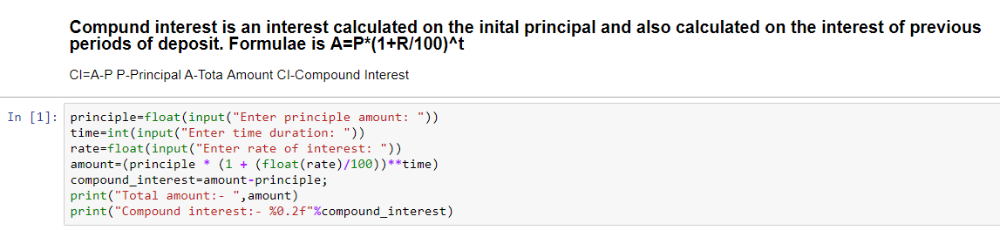 Compund interest is an interest calculated on the inital principal and also calculated on the interest of previous
periods of deposit. Formulae is A=P*(1+R/100)^t
CI=A-P P-Principal A-Tota Amount CI-Compound Interest
In [1]: principle=float(input("Enter principle amount: "))
time=int(input("Enter time duration: "))
rate=float(input("Enter rate of interest: "))
amount=(principle * (1 + (float(rate)/100))**time)
compound_interest=amount-principle;
print("Total amount:- ",amount)
print("Compound interest:- %0.2f"%compound_interest)